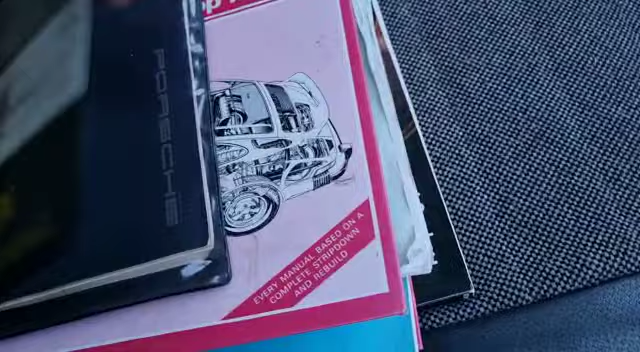 PORSCHE
EVERY MANUAL BASED ON A
COMPLETE STRIPDOWN
AND REBUILD